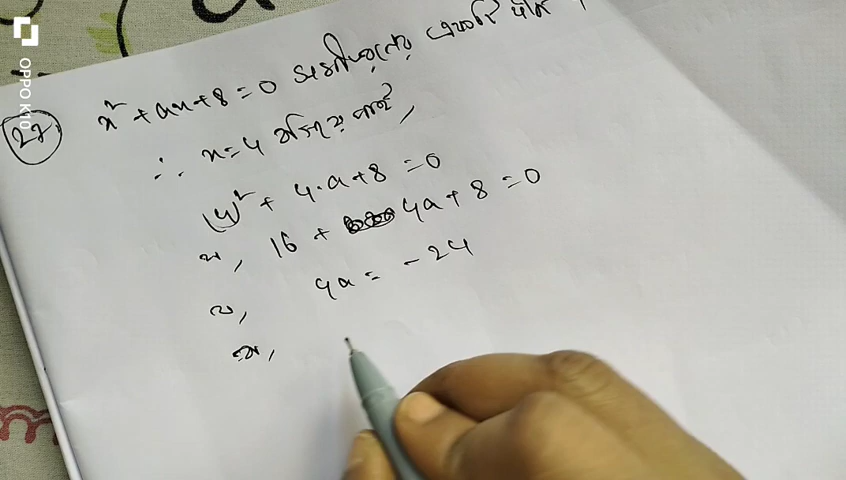 OPPO K10
27
x² + ax + 8 = 0 সমীকরণের একটি বীজ
∴ x = 4 বসিয়ে পাই,
(4)² + 4·a + 8 = 0
বা, 16 + 4a + 8 = 0
বা, 4a = -24
বা,